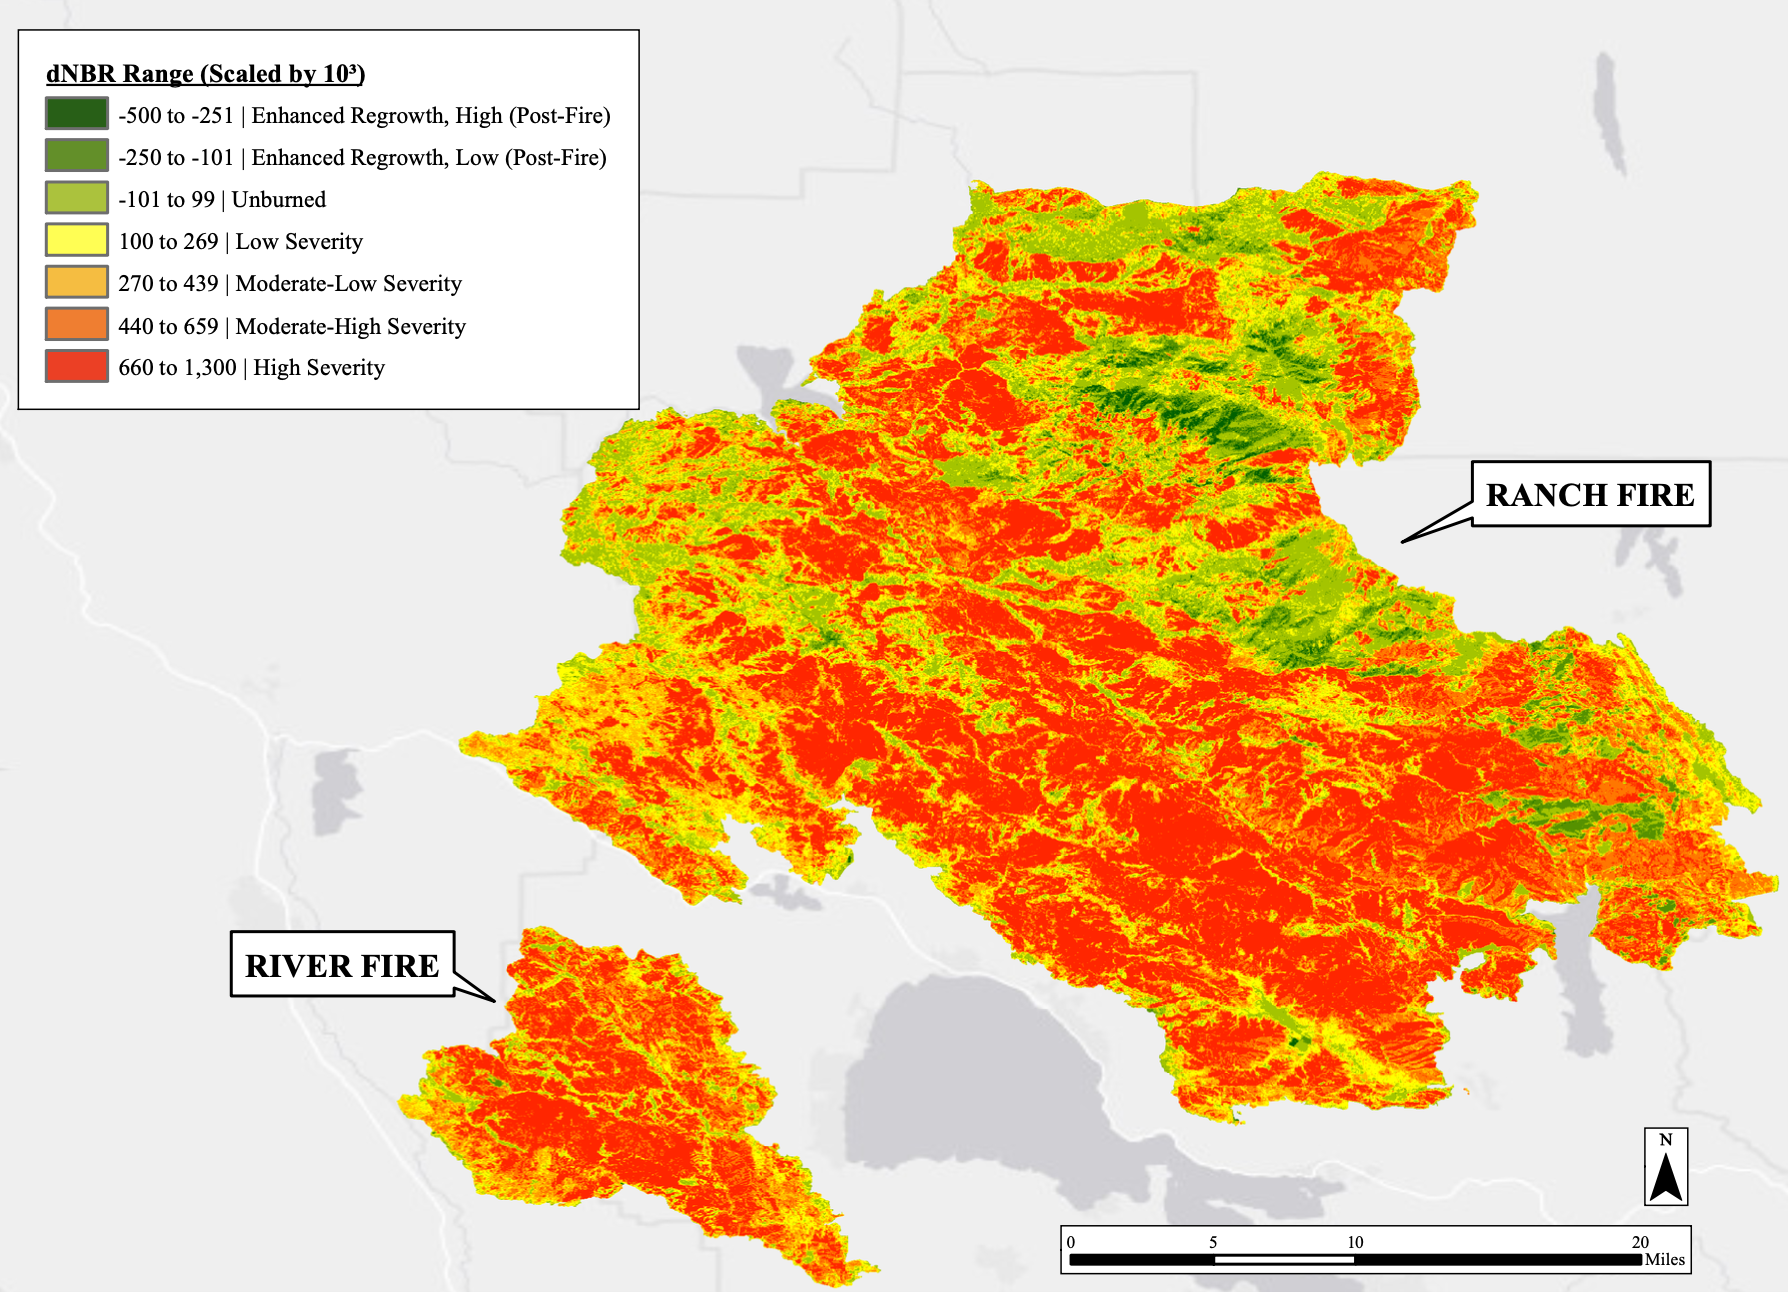 dNBR Range (Scaled by 10³)
-500 to -251 | Enhanced Regrowth, High (Post-Fire)
-250 to -101 | Enhanced Regrowth, Low (Post-Fire)
-101 to 99 | Unburned
100 to 269 | Low Severity
270 to 439 | Moderate-Low Severity
440 to 659 | Moderate-High Severity
660 to 1,300 | High Severity
RANCH FIRE
RIVER FIRE
N
0 5 10 20
Miles